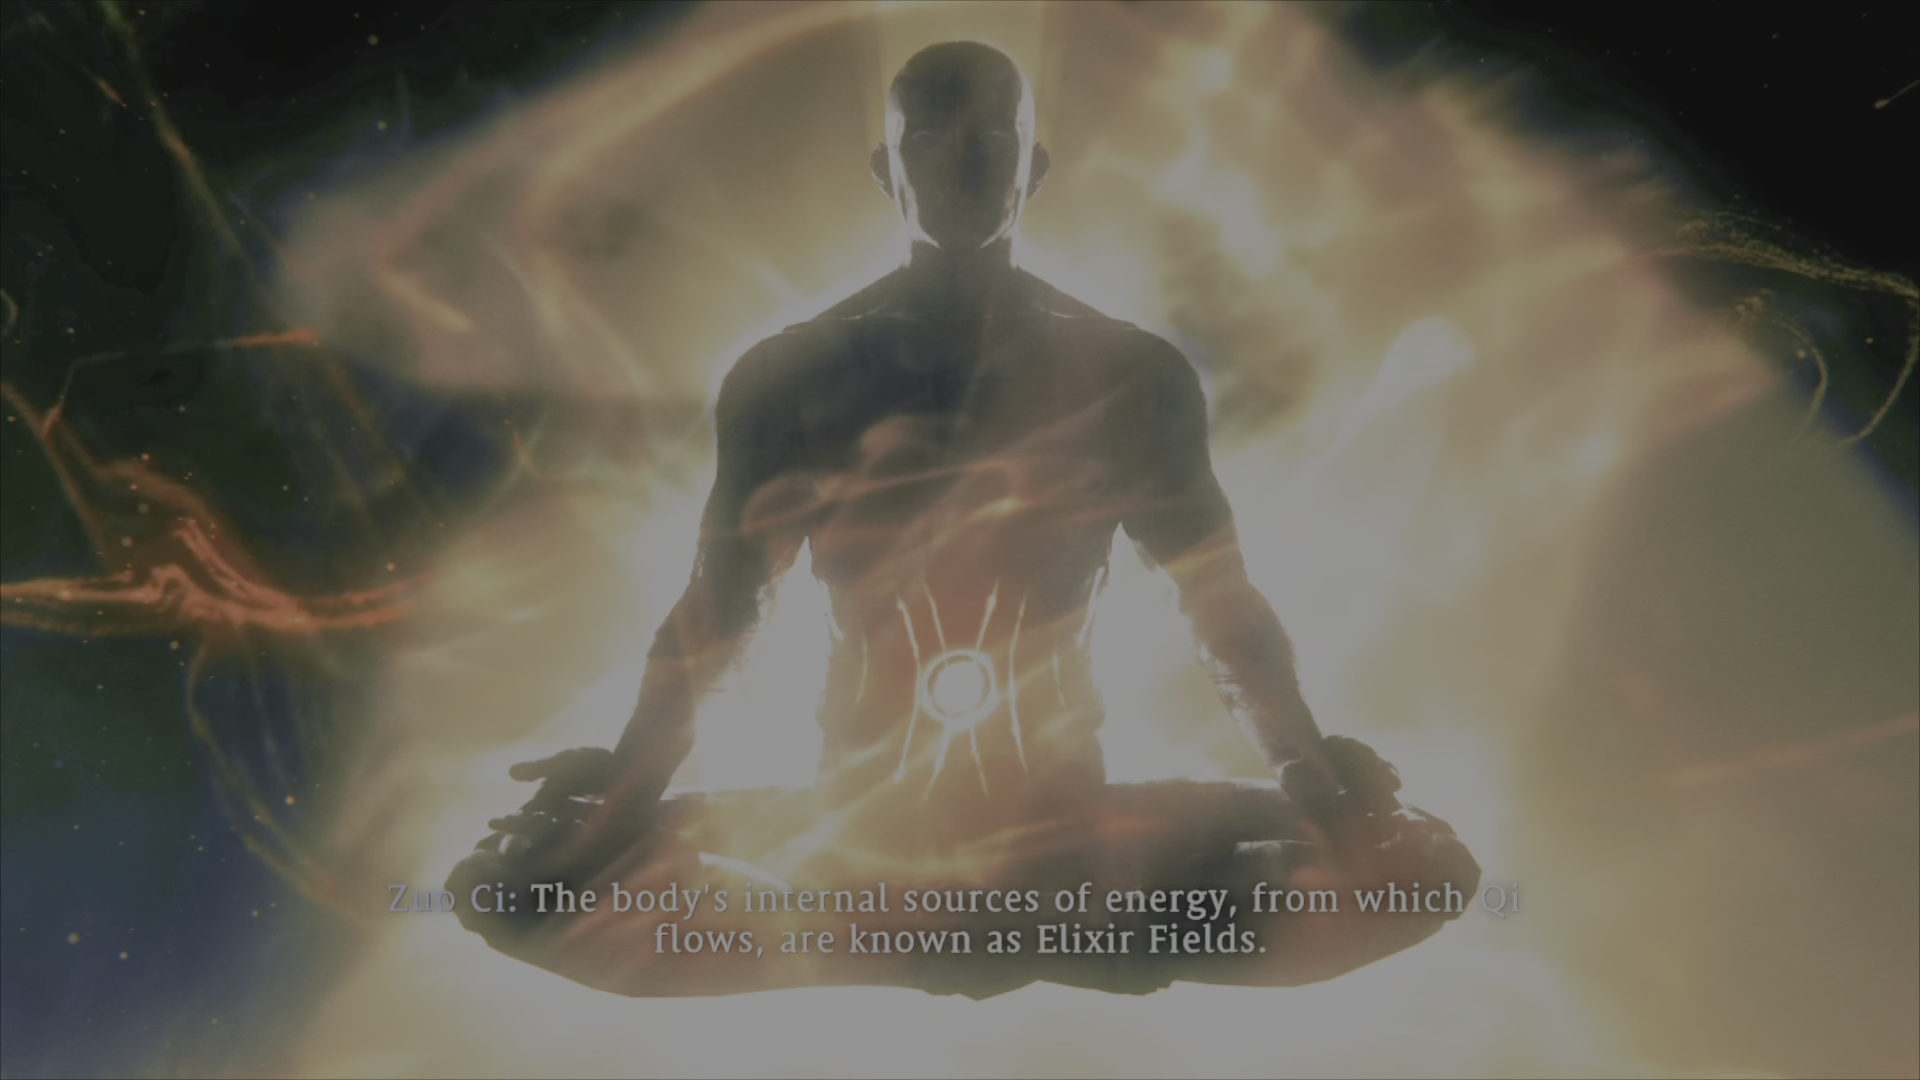 Zuo Ci: The body's internal sources of energy, from which Qi
flows, are known as Elixir Fields.